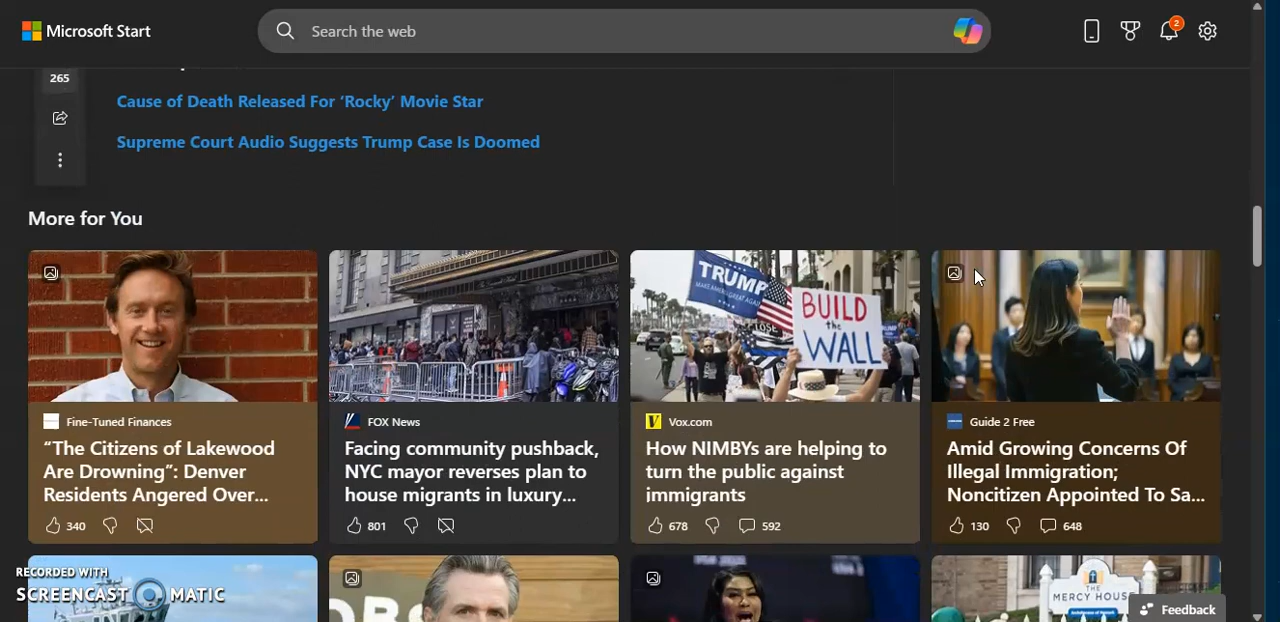 Microsoft Start
Search the web
2
265
Cause of Death Released For ‘Rocky’ Movie Star
Supreme Court Audio Suggests Trump Case Is Doomed
More for You
TRUMP
BUILD
the
WALL
Fine-Tuned Finances
“The Citizens of Lakewood
Are Drowning”: Denver
Residents Angered Over...
340
FOX News
Facing community pushback,
NYC mayor reverses plan to
house migrants in luxury...
801
Vox.com
How NIMBYs are helping to
turn the public against
immigrants
678
592
Guide 2 Free
Amid Growing Concerns Of
Illegal Immigration;
Noncitizen Appointed To Sa...
130
648
THE
MERCY HOUSE
RECORDED WITH
SCREENCAST MATIC
Feedback